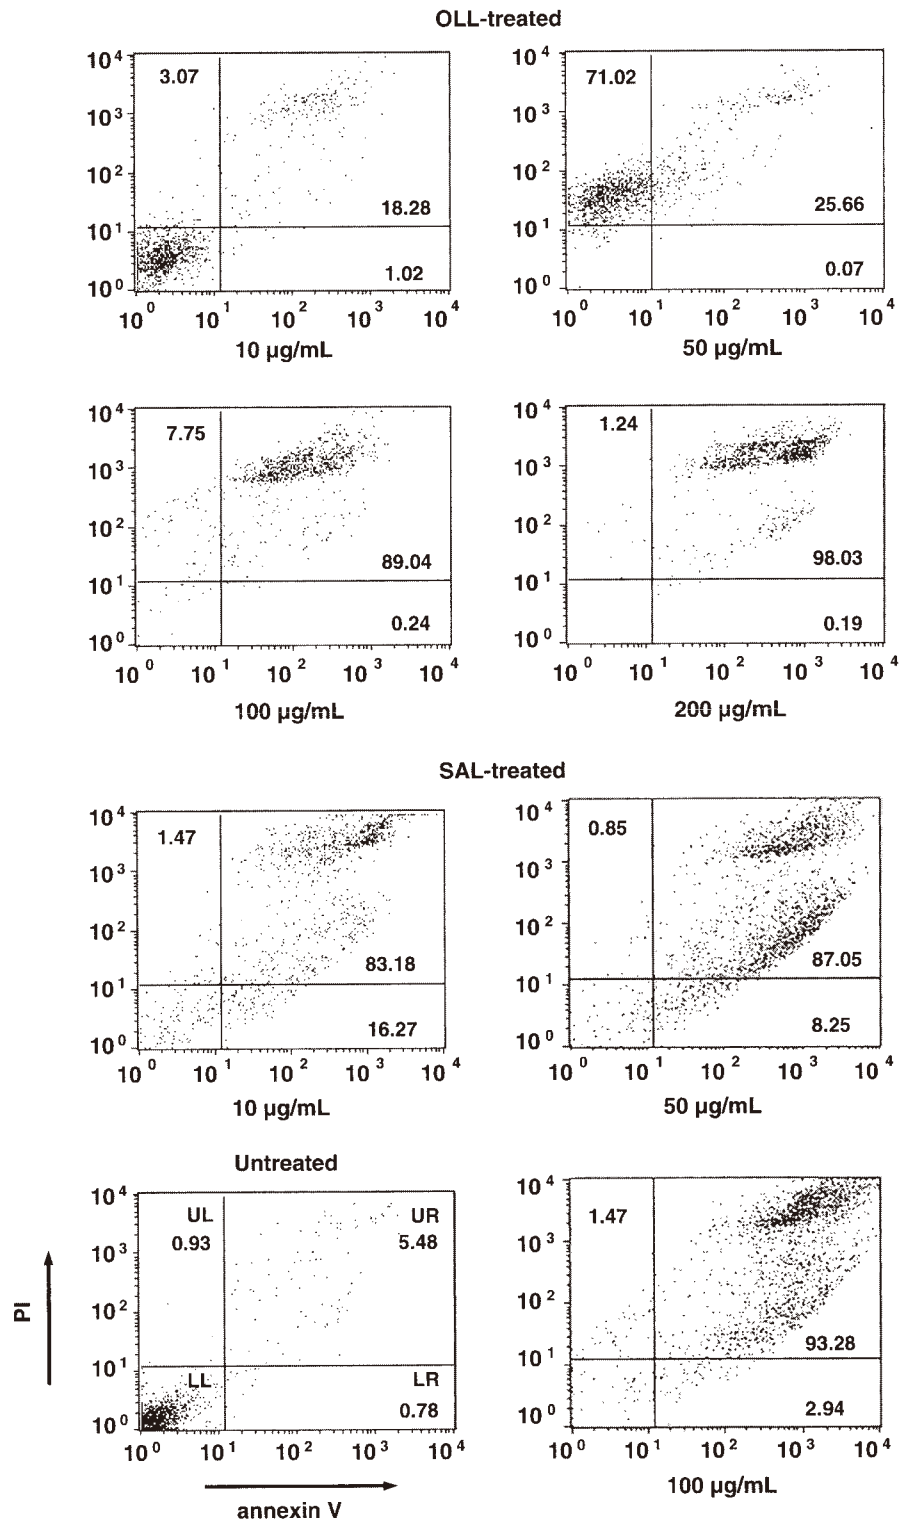 OLL-treated
10⁴ 10³ 10² 10¹ 10⁰
3.07
18.28
1.02
10⁰ 10¹ 10² 10³ 10⁴
10 µg/mL
10⁴ 10³ 10² 10¹ 10⁰
71.02
25.66
0.07
10⁰ 10¹ 10² 10³ 10⁴
50 µg/mL
10⁴ 10³ 10² 10¹ 10⁰
7.75
89.04
0.24
10⁰ 10¹ 10² 10³ 10⁴
100 µg/mL
10⁴ 10³ 10² 10¹ 10⁰
1.24
98.03
0.19
10⁰ 10¹ 10² 10³ 10⁴
200 µg/mL
SAL-treated
10⁴ 10³ 10² 10¹ 10⁰
1.47
83.18
16.27
10⁰ 10¹ 10² 10³ 10⁴
10 µg/mL
10⁴ 10³ 10² 10¹ 10⁰
0.85
87.05
8.25
10⁰ 10¹ 10² 10³ 10⁴
50 µg/mL
Untreated
10⁴ 10³ 10² 10¹ 10⁰
UL UR
0.93 5.48
LL LR
0.78
10⁰ 10¹ 10² 10³ 10⁴
PI
annexin V
10⁴ 10³ 10² 10¹ 10⁰
1.47
93.28
2.94
10⁰ 10¹ 10² 10³ 10⁴
100 µg/mL